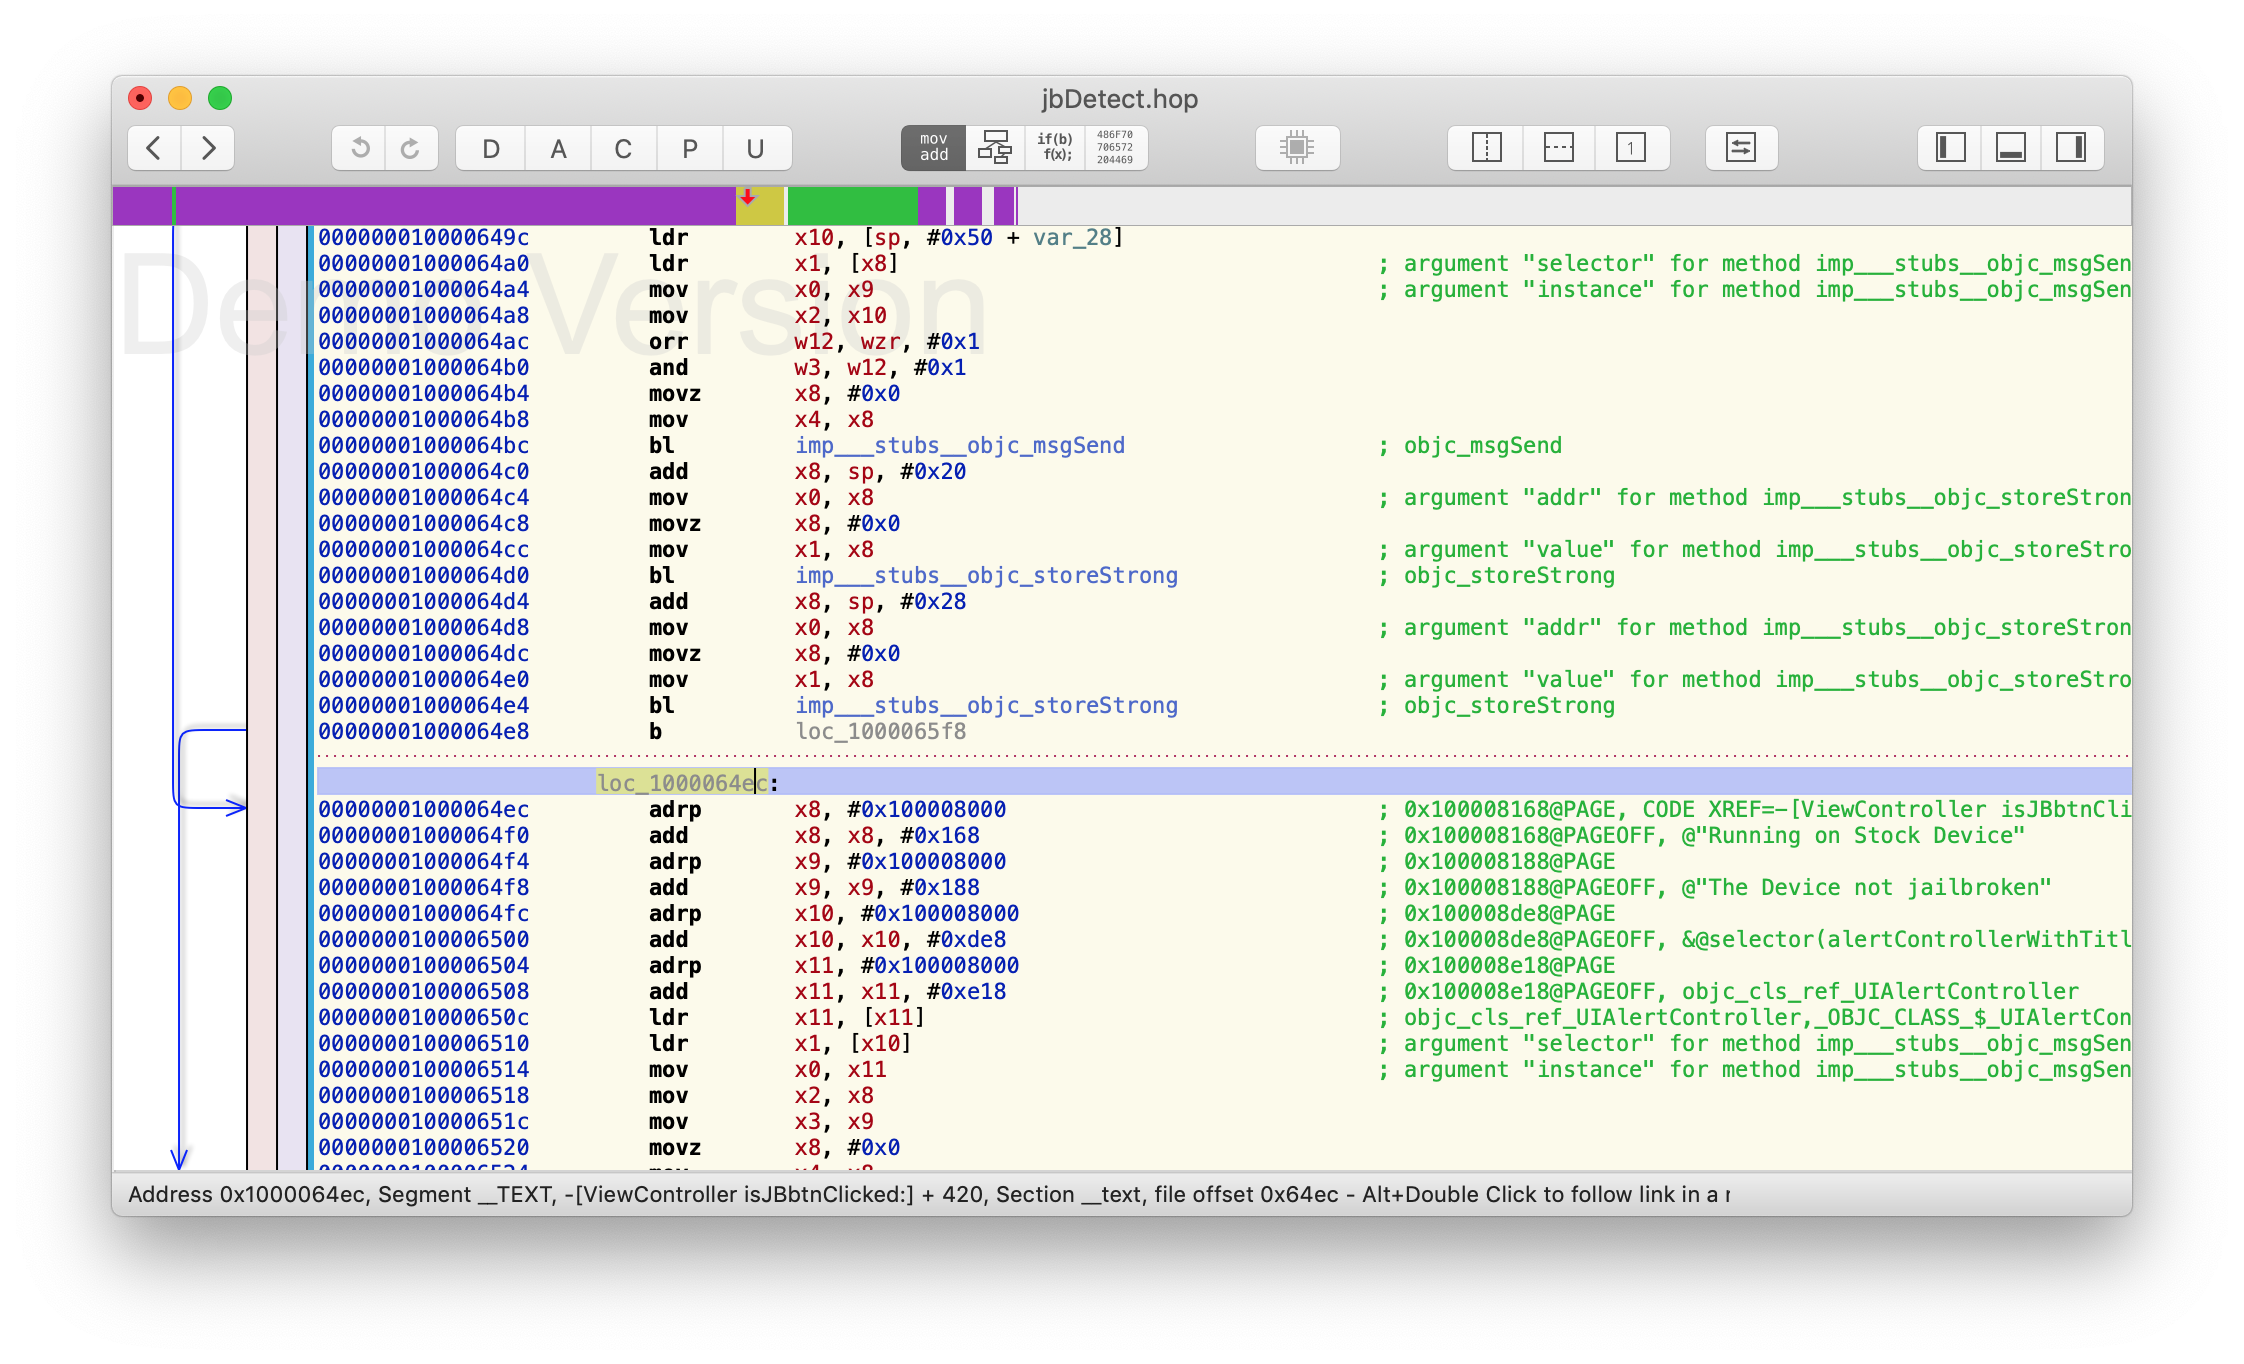 jbDetect.hop
D A C P U
mov
add
if(b)
f(x);
486F70
706572
204469
1
Demo Version
000000010000649c ldr x10, [sp, #0x50 + var_28]
00000001000064a0 ldr x1, [x8] ; argument "selector" for method imp___stubs__objc_msgSen
00000001000064a4 mov x0, x9 ; argument "instance" for method imp___stubs__objc_msgSen
00000001000064a8 mov x2, x10
00000001000064ac orr w12, wzr, #0x1
00000001000064b0 and w3, w12, #0x1
00000001000064b4 movz x8, #0x0
00000001000064b8 mov x4, x8
00000001000064bc bl imp___stubs__objc_msgSend ; objc_msgSend
00000001000064c0 add x8, sp, #0x20
00000001000064c4 mov x0, x8 ; argument "addr" for method imp___stubs__objc_storeStron
00000001000064c8 movz x8, #0x0
00000001000064cc mov x1, x8 ; argument "value" for method imp___stubs__objc_storeStro
00000001000064d0 bl imp___stubs__objc_storeStrong ; objc_storeStrong
00000001000064d4 add x8, sp, #0x28
00000001000064d8 mov x0, x8 ; argument "addr" for method imp___stubs__objc_storeStron
00000001000064dc movz x8, #0x0
00000001000064e0 mov x1, x8 ; argument "value" for method imp___stubs__objc_storeStro
00000001000064e4 bl imp___stubs__objc_storeStrong ; objc_storeStrong
00000001000064e8 b loc_1000065f8
loc_1000064ec:
00000001000064ec adrp x8, #0x100008000 ; 0x100008168@PAGE, CODE XREF=-[ViewController isJBbtnCli
00000001000064f0 add x8, x8, #0x168 ; 0x100008168@PAGEOFF, @"Running on Stock Device"
00000001000064f4 adrp x9, #0x100008000 ; 0x100008188@PAGE
00000001000064f8 add x9, x9, #0x188 ; 0x100008188@PAGEOFF, @"The Device not jailbroken"
00000001000064fc adrp x10, #0x100008000 ; 0x100008de8@PAGE
0000000100006500 add x10, x10, #0xde8 ; 0x100008de8@PAGEOFF, &@selector(alertControllerWithTitl
0000000100006504 adrp x11, #0x100008000 ; 0x100008e18@PAGE
0000000100006508 add x11, x11, #0xe18 ; 0x100008e18@PAGEOFF, objc_cls_ref_UIAlertController
000000010000650c ldr x11, [x11] ; objc_cls_ref_UIAlertController,_OBJC_CLASS_$_UIAlertCon
0000000100006510 ldr x1, [x10] ; argument "selector" for method imp___stubs__objc_msgSen
0000000100006514 mov x0, x11 ; argument "instance" for method imp___stubs__objc_msgSen
0000000100006518 mov x2, x8
000000010000651c mov x3, x9
0000000100006520 movz x8, #0x0
Address 0x1000064ec, Segment __TEXT, -[ViewController isJBbtnClicked:] + 420, Section __text, file offset 0x64ec - Alt+Double Click to follow link in a